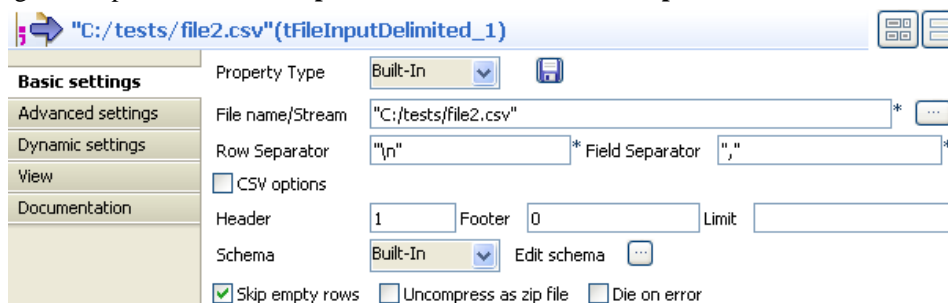 "C:/tests/file2.csv"(tFileInputDelimited_1)
Basic settings
Advanced settings
Dynamic settings
View
Documentation
Property Type Built-In
File name/Stream "C:/tests/file2.csv" * ...
Row Separator "\n" * Field Separator "," *
CSV options
Header 1 Footer 0 Limit
Schema Built-In Edit schema ...
Skip empty rows Uncompress as zip file Die on error